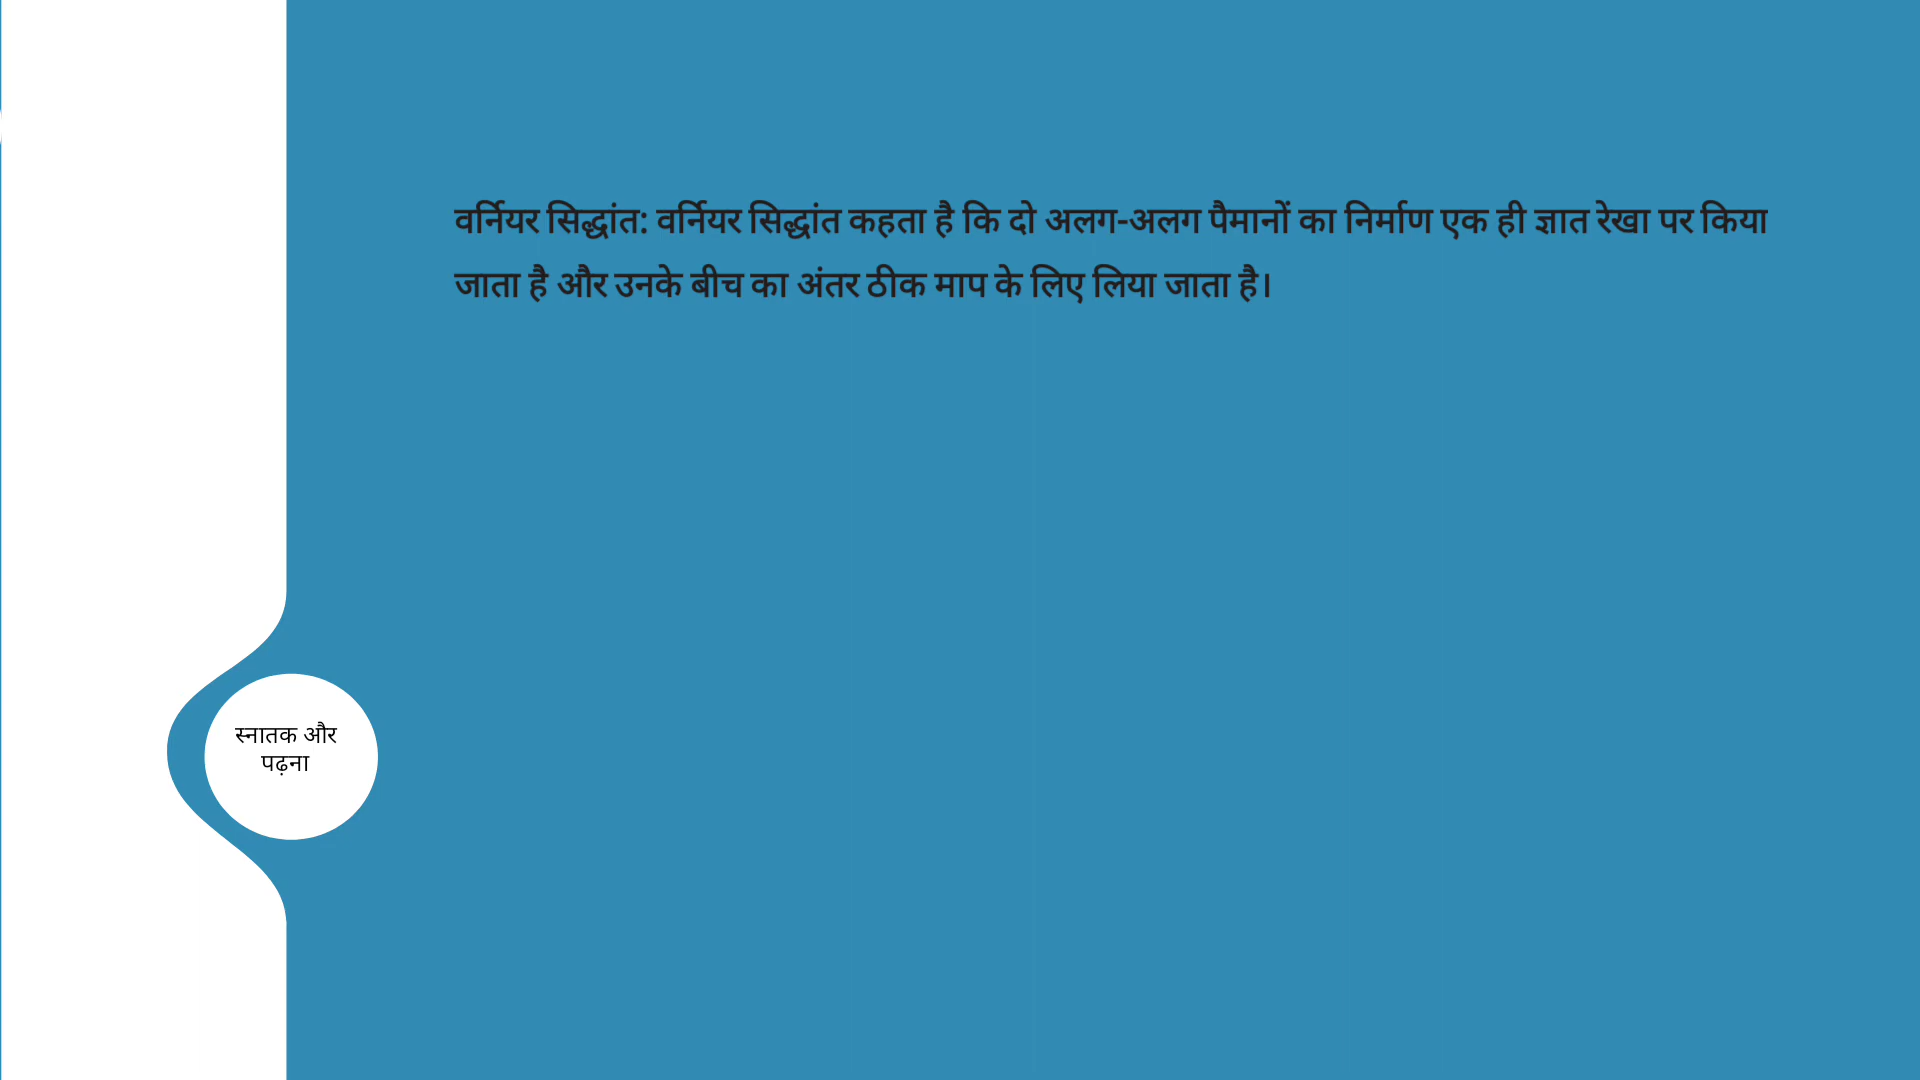 वर्नियर सिद्धांत: वर्नियर सिद्धांत कहता है कि दो अलग-अलग पैमानों का निर्माण एक ही ज्ञात रेखा पर किया
जाता है और उनके बीच का अंतर ठीक माप के लिए लिया जाता है।
स्नातक और
पढ़ना